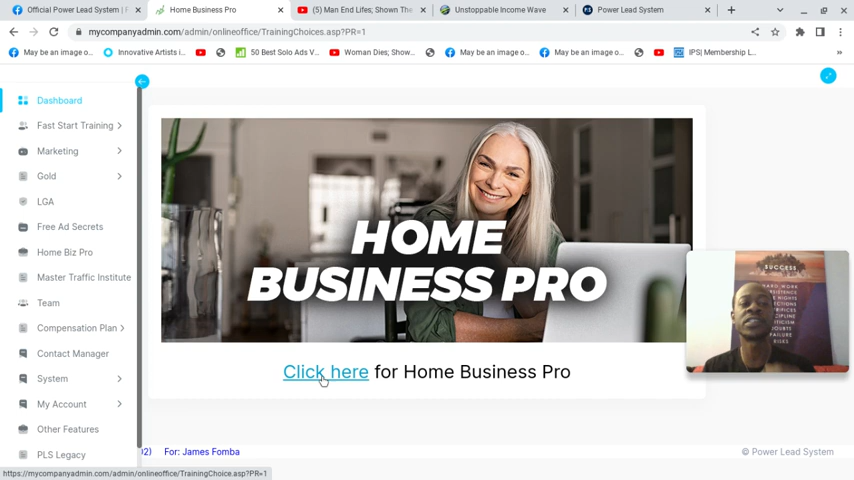 Official Power Lead System | P
Home Business Pro
(5) Man End Lifes; Shown The
Unstoppable Income Wave
Power Lead System
mycompanyadmin.com/admin/onlineoffice/TrainingChoices.asp?PR=1
May be an image o...
Innovative Artists i...
50 Best Solo Ads V...
Woman Dies; Show...
May be an image o...
May be an image o...
IPS| Membership L...
Dashboard
Fast Start Training
Marketing
Gold
LGA
Free Ad Secrets
Home Biz Pro
Master Traffic Institute
Team
Compensation Plan
Contact Manager
System
My Account
Other Features
PLS Legacy
HOME
BUSINESS PRO
Click here for Home Business Pro
SUCCESS
02) For: James Fomba
© Power Lead System
https://mycompanyadmin.com/admin/onlineoffice/TrainingChoice.asp?PR=1